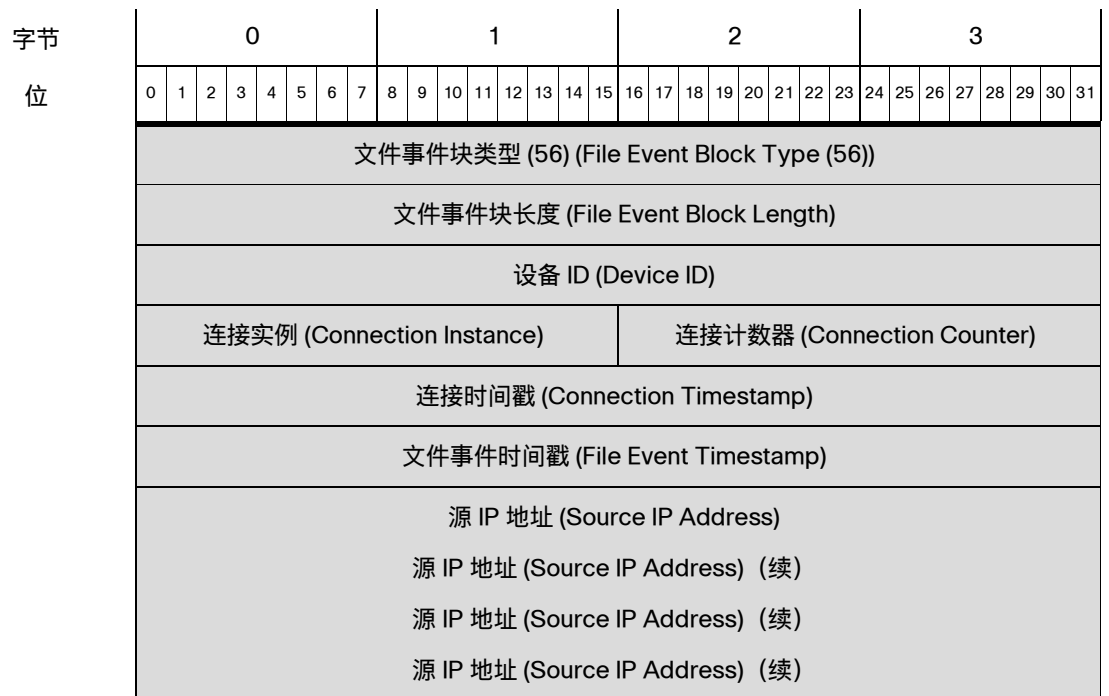 字节 0 1 2 3
位 0 1 2 3 4 5 6 7 8 9 10 11 12 13 14 15 16 17 18 19 20 21 22 23 24 25 26 27 28 29 30 31
文件事件块类型 (56) (File Event Block Type (56))
文件事件块长度 (File Event Block Length)
设备 ID (Device ID)
连接实例 (Connection Instance) 连接计数器 (Connection Counter)
连接时间戳 (Connection Timestamp)
文件事件时间戳 (File Event Timestamp)
源 IP 地址 (Source IP Address)
源 IP 地址 (Source IP Address)（续）
源 IP 地址 (Source IP Address)（续）
源 IP 地址 (Source IP Address)（续）